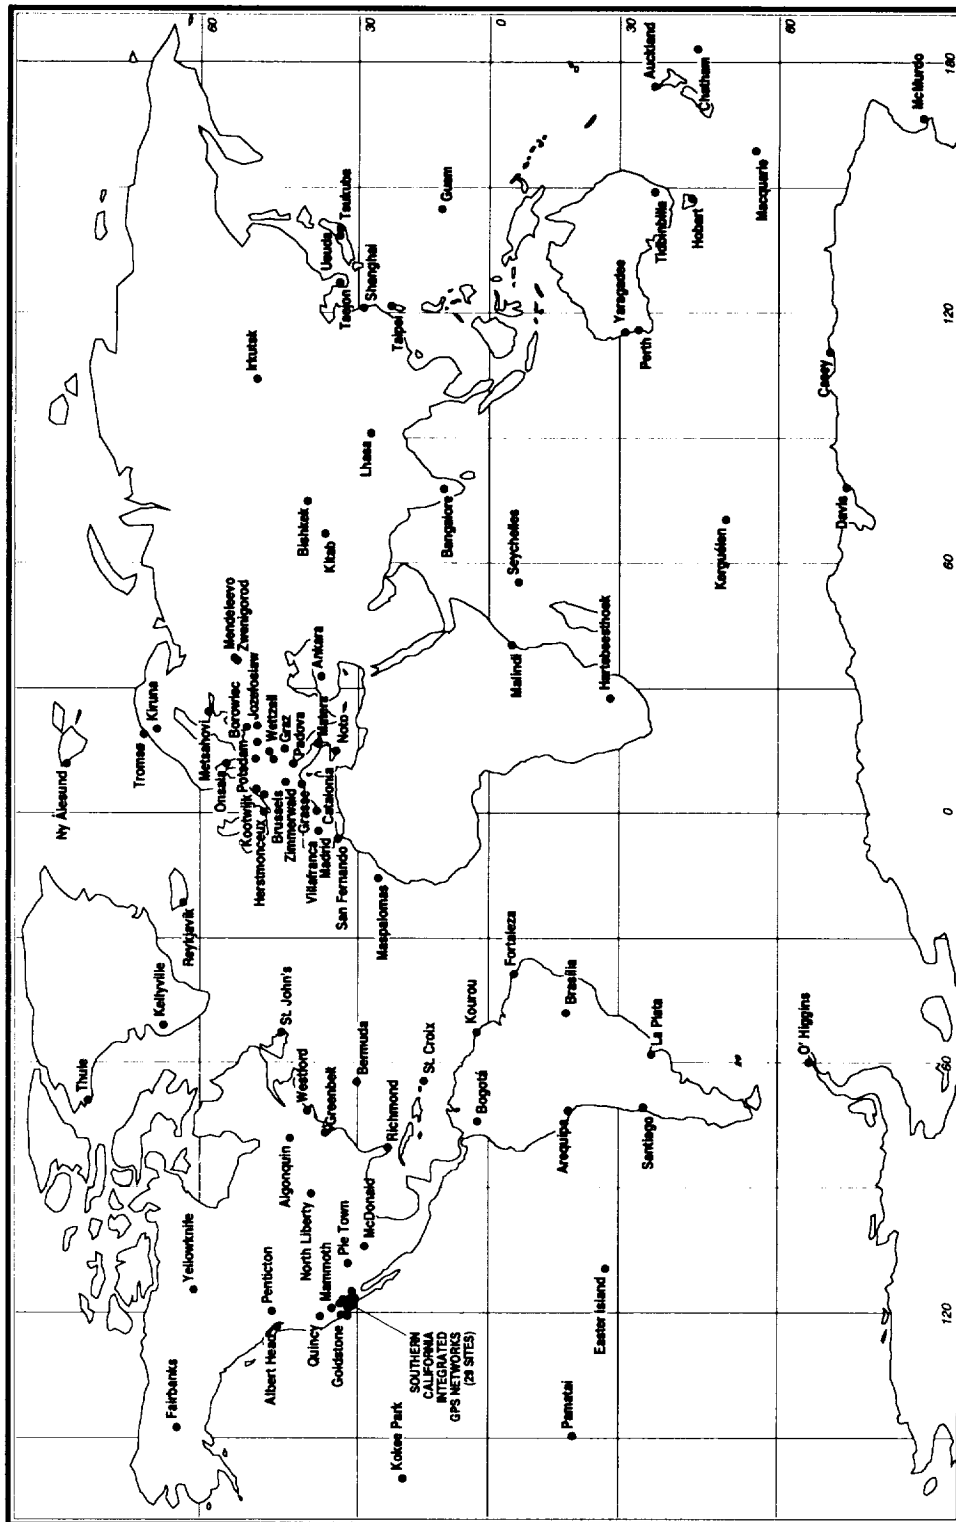 60
30
0
30
60
180
120
60
0
60
120
Ny Ålesund
Tromsø
Kiruna
Metsahovi
Onsala
Borowiec
Potsdam
Jozefoslaw
Kootwijk
Wettzell
Herstmonceux
Graz
Brussels
Padova
Zimmerwald
Matera
Grasse
Noto
Villafranca
Catalonia
Madrid
San Fernando
Maspalomas
Mendeleevo
Zwenigorod
Ankara
Kitab
Bishkek
Lhasa
Irkutsk
Bangalore
Seychelles
Malindi
Hartebeesthoek
Kerguélen
Davis
Casey
Usuda
Tsukuba
Taejon
Shanghai
Taipei
Guam
Yaragadee
Perth
Tidbinbilla
Hobart
Macquarie
Auckland
Chatham
McMurdo
Thule
Kellyville
Reykjavik
St. John's
Westford
Greenbelt
Bermuda
Algonquin
Richmond
St. Croix
North Liberty
Mammoth
Pie Town
McDonald
Yellowknife
Fairbanks
Penticton
Albert Head
Quincy
Goldstone
SOUTHERN
CALIFORNIA
INTEGRATED
GPS NETWORKS
(28 SITES)
Kokee Park
Kourou
Bogotá
Fortaleza
Brasilia
La Plata
Arequipa
Santiago
Easter Island
Pamatai
O' Higgins